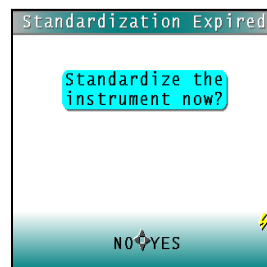 Standardization Expired
Standardize the
instrument now?
NO YES